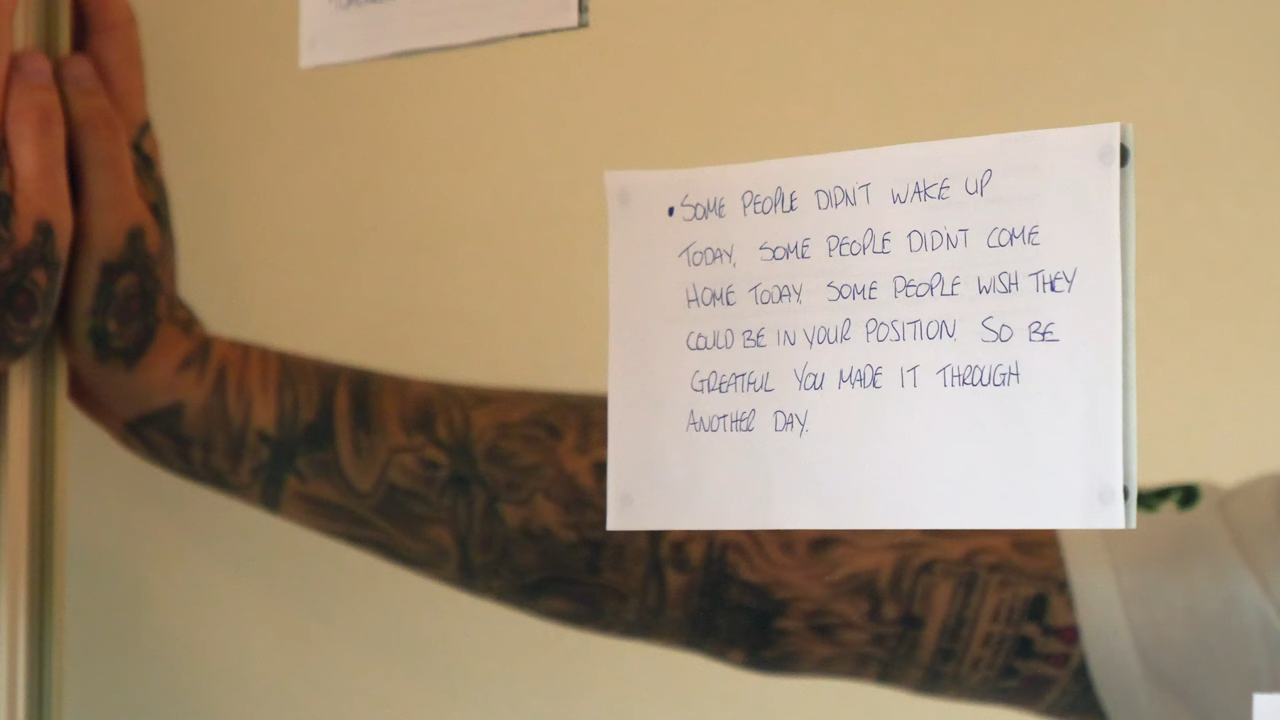 • SOME PEOPLE DIDN'T WAKE UP
TODAY, SOME PEOPLE DIDN'T COME
HOME TODAY, SOME PEOPLE WISH THEY
COULD BE IN YOUR POSITION. SO BE
GREATFUL YOU MADE IT THROUGH
ANOTHER DAY.